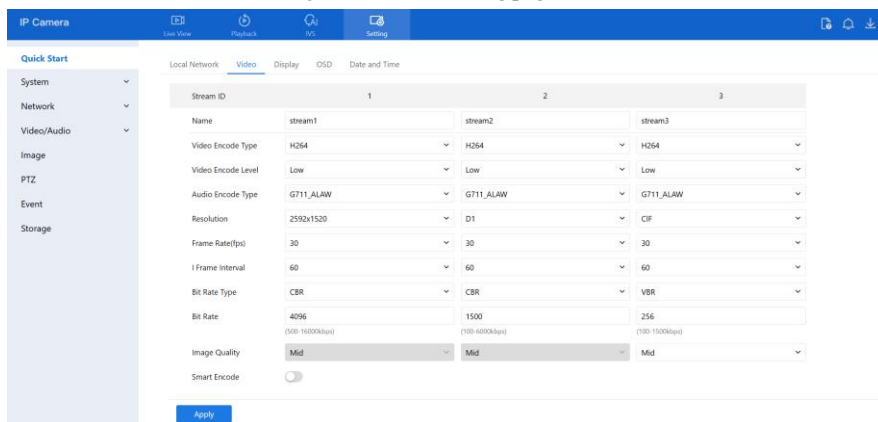 IP Camera
Live View Playback IVS Setting
Quick Start
System
Network
Video/Audio
Image
PTZ
Event
Storage
Local Network Video Display OSD Date and Time
Stream ID 1 2 3
Name stream1 stream2 stream3
Video Encode Type H264 H264 H264
Video Encode Level Low Low Low
Audio Encode Type G711_ALAW G711_ALAW G711_ALAW
Resolution 2592x1520 D1 CIF
Frame Rate(fps) 30 30 30
I Frame Interval 60 60 60
Bit Rate Type CBR CBR VBR
Bit Rate 4096 1500 256
(500-16000kbps) (100-6000kbps) (100-1500kbps)
Image Quality Mid Mid Mid
Smart Encode
Apply